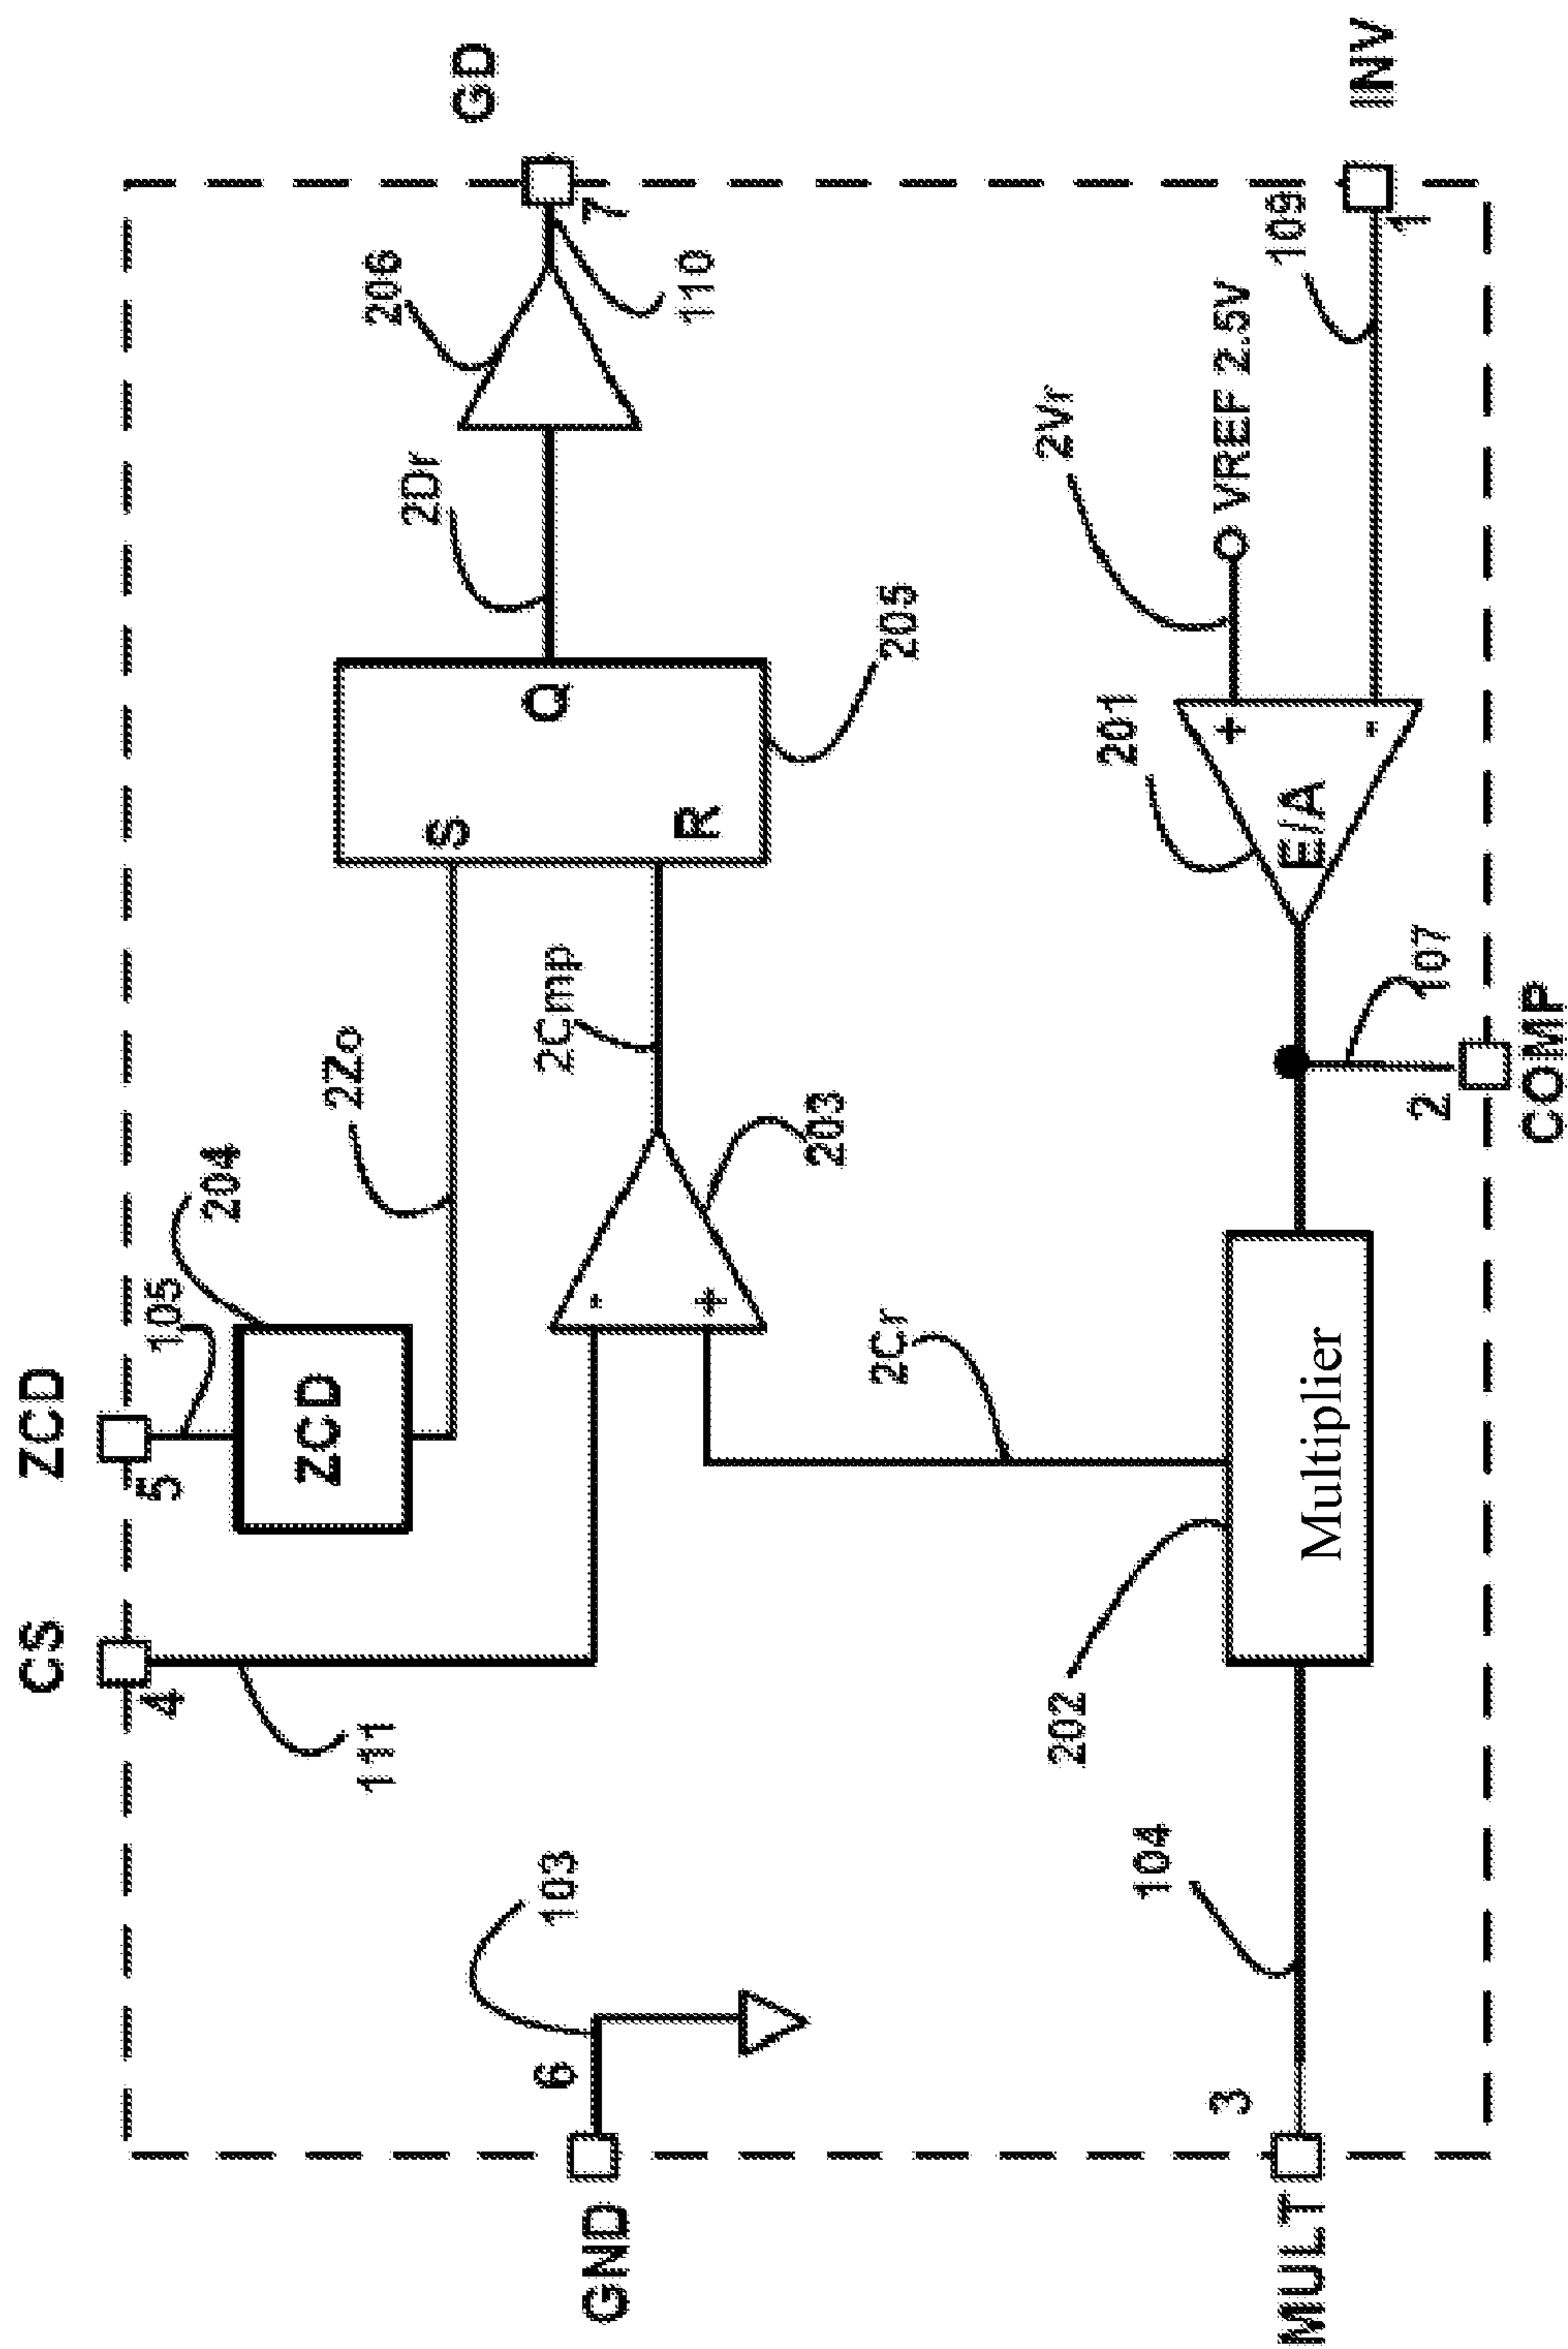 CS
ZCD
4
5
105
204
ZCD
111
2Zo
2Dr
206
GD
7
110
S
Q
R
205
2Cmp
203
-
+
GND
6
103
2Cr
202
Multiplier
MULT
3
104
201
E/A
+
-
2Vr
VREF 2.5V
109
1
INV
107
2
COMP